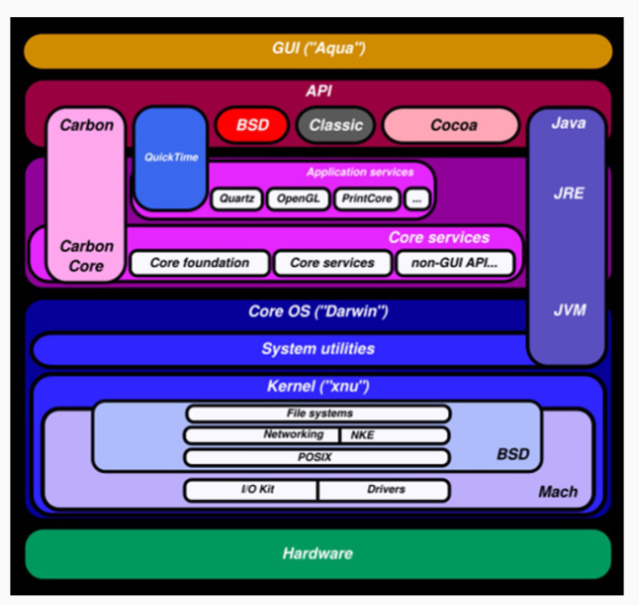 GUI ("Aqua")
API
Carbon
QuickTime
BSD
Classic
Cocoa
Java
Application services
Quartz
OpenGL
PrintCore
...
JRE
Carbon
Core
Core services
Core foundation
Core services
non-GUI API...
Core OS ("Darwin")
JVM
System utilities
Kernel ("xnu")
File systems
Networking
NKE
POSIX
BSD
I/O Kit
Drivers
Mach
Hardware